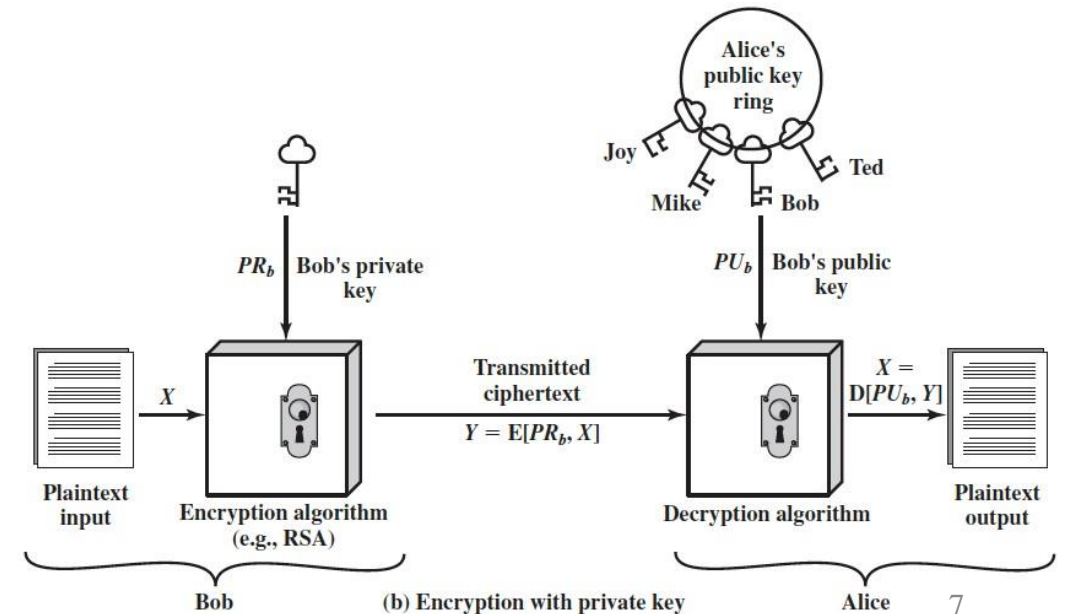 Alice's
public key
ring
Joy
Ted
Mike
Bob
PRb
Bob's private
key
PUb
Bob's public
key
X
Transmitted
ciphertext
Y = E[PRb, X]
X =
D[PUb, Y]
Plaintext
input
Encryption algorithm
(e.g., RSA)
Decryption algorithm
Plaintext
output
Bob
(b) Encryption with private key
Alice
7